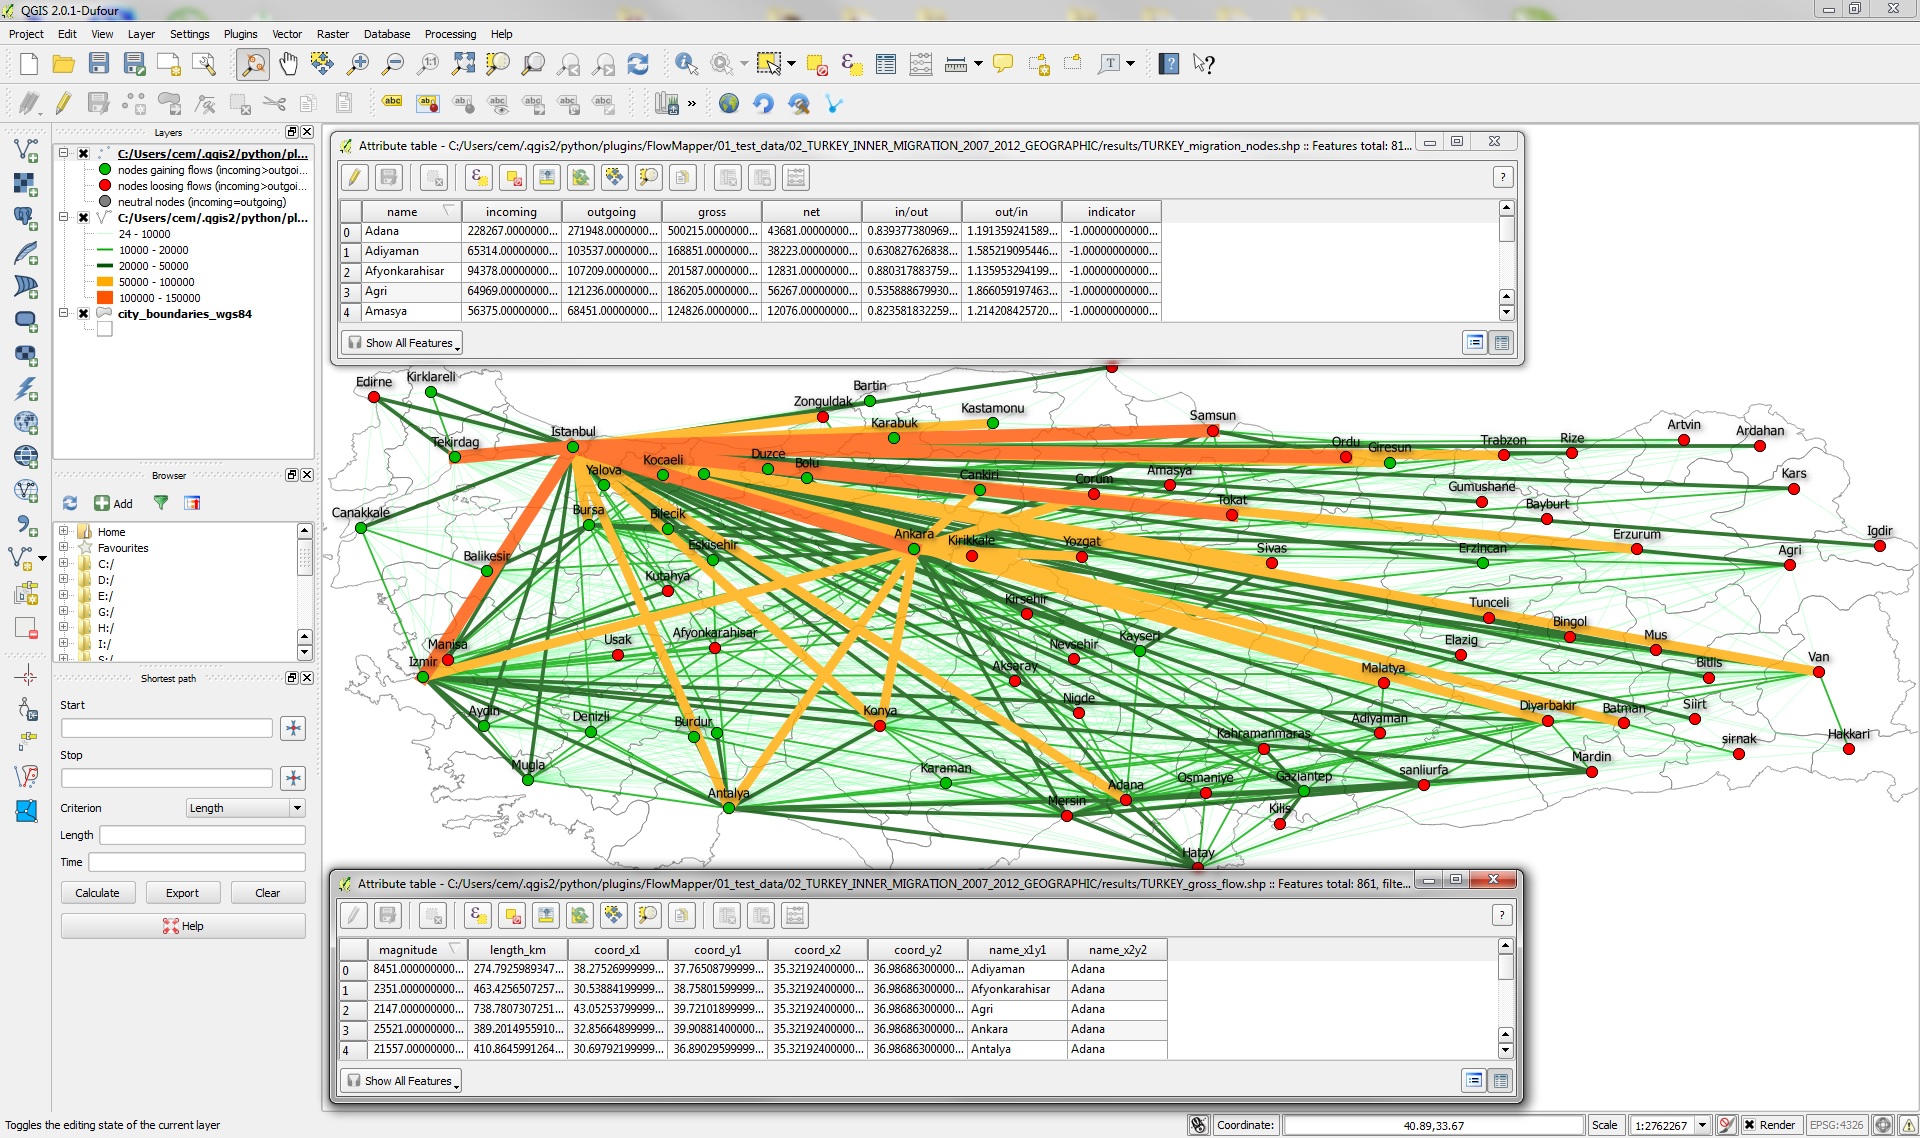 QGIS 2.0.1-Dufour
Project Edit View Layer Settings Plugins Vector Raster Database Processing Help
Layers
C:/Users/cem/.qgis2/python/pl...
nodes gaining flows (incoming>outgoi...
nodes loosing flows (incoming>outgoi...
neutral nodes (incoming=outgoing)
C:/Users/cem/.qgis2/python/pl...
24 - 10000
10000 - 20000
20000 - 50000
50000 - 100000
100000 - 150000
city_boundaries_wgs84
Browser
Add
Home
Favourites
C:/
D:/
E:/
G:/
H:/
I:/
Shortest path
Start
Stop
Criterion Length
Length
Time
Calculate Export Clear
Help
Attribute table - C:/Users/cem/.qgis2/python/plugins/FlowMapper/01_test_data/02_TURKEY_INNER_MIGRATION_2007_2012_GEOGRAPHIC/results/TURKEY_migration_nodes.shp :: Features total: 81...
name incoming outgoing gross net in/out out/in indicator
0 Adana 228267.0000000... 271948.0000000... 500215.0000000... 43681.00000000... 0.839377380969... 1.191359241589... -1.00000000000...
1 Adiyaman 65314.00000000... 103537.0000000... 168851.0000000... 38223.00000000... 0.630827626838... 1.585219095446... -1.00000000000...
2 Afyonkarahisar 94378.00000000... 107209.0000000... 201587.0000000... 12831.00000000... 0.880317883759... 1.135953294199... -1.00000000000...
3 Agri 64969.00000000... 121236.0000000... 186205.0000000... 56267.00000000... 0.535888679930... 1.866059197463... -1.00000000000...
4 Amasya 56375.00000000... 68451.00000000... 124826.0000000... 12076.00000000... 0.823581832259... 1.214208425720... -1.00000000000...
Show All Features
Edirne Kirklareli Bartin
Zonguldak Kastamonu
Tekirdag Istanbul Karabuk Samsun
Ordu Giresun Trabzon Rize Artvin Ardahan
Yalova Kocaeli Duzce Bolu Cankiri Corum Amasya Kars
Canakkale Bursa Bilecik Tokat Gumushane Bayburt
Balikesir Eskisehir Ankara Kirikkale Yozgat Sivas Erzincan Erzurum Agri Igdir
Kutahya Kirsehir Tunceli
Manisa Usak Afyonkarahisar Nevsehir Kayseri Elazig Bingol Mus
Izmir Aksaray Malatya Bitlis Van
Aydin Denizli Burdur Konya Nigde Adiyaman Diyarbakir Batman Siirt
Kahramanmaras sirnak Hakkari
Mugla Karaman Osmaniye Gaziantep sanliurfa Mardin
Antalya Mersin Adana Kilis
Hatay
Attribute table - C:/Users/cem/.qgis2/python/plugins/FlowMapper/01_test_data/02_TURKEY_INNER_MIGRATION_2007_2012_GEOGRAPHIC/results/TURKEY_gross_flow.shp :: Features total: 861, filte...
magnitude length_km coord_x1 coord_y1 coord_x2 coord_y2 name_x1y1 name_x2y2
0 8451.000000000... 274.7925989347... 38.27526999999... 37.76508799999... 35.32192400000... 36.98686300000... Adiyaman Adana
1 2351.000000000... 463.4256507257... 30.53884199999... 38.75801599999... 35.32192400000... 36.98686300000... Afyonkarahisar Adana
2 2147.000000000... 738.7807307251... 43.05253799999... 39.72101899999... 35.32192400000... 36.98686300000... Agri Adana
3 25521.00000000... 389.2014955910... 32.85664899999... 39.90881400000... 35.32192400000... 36.98686300000... Ankara Adana
4 21557.00000000... 410.8645991264... 30.69792199999... 36.89029599999... 35.32192400000... 36.98686300000... Antalya Adana
Show All Features
Toggles the editing state of the current layer
Coordinate: 40.89,33.67 Scale 1:2762267 Render EPSG:4326